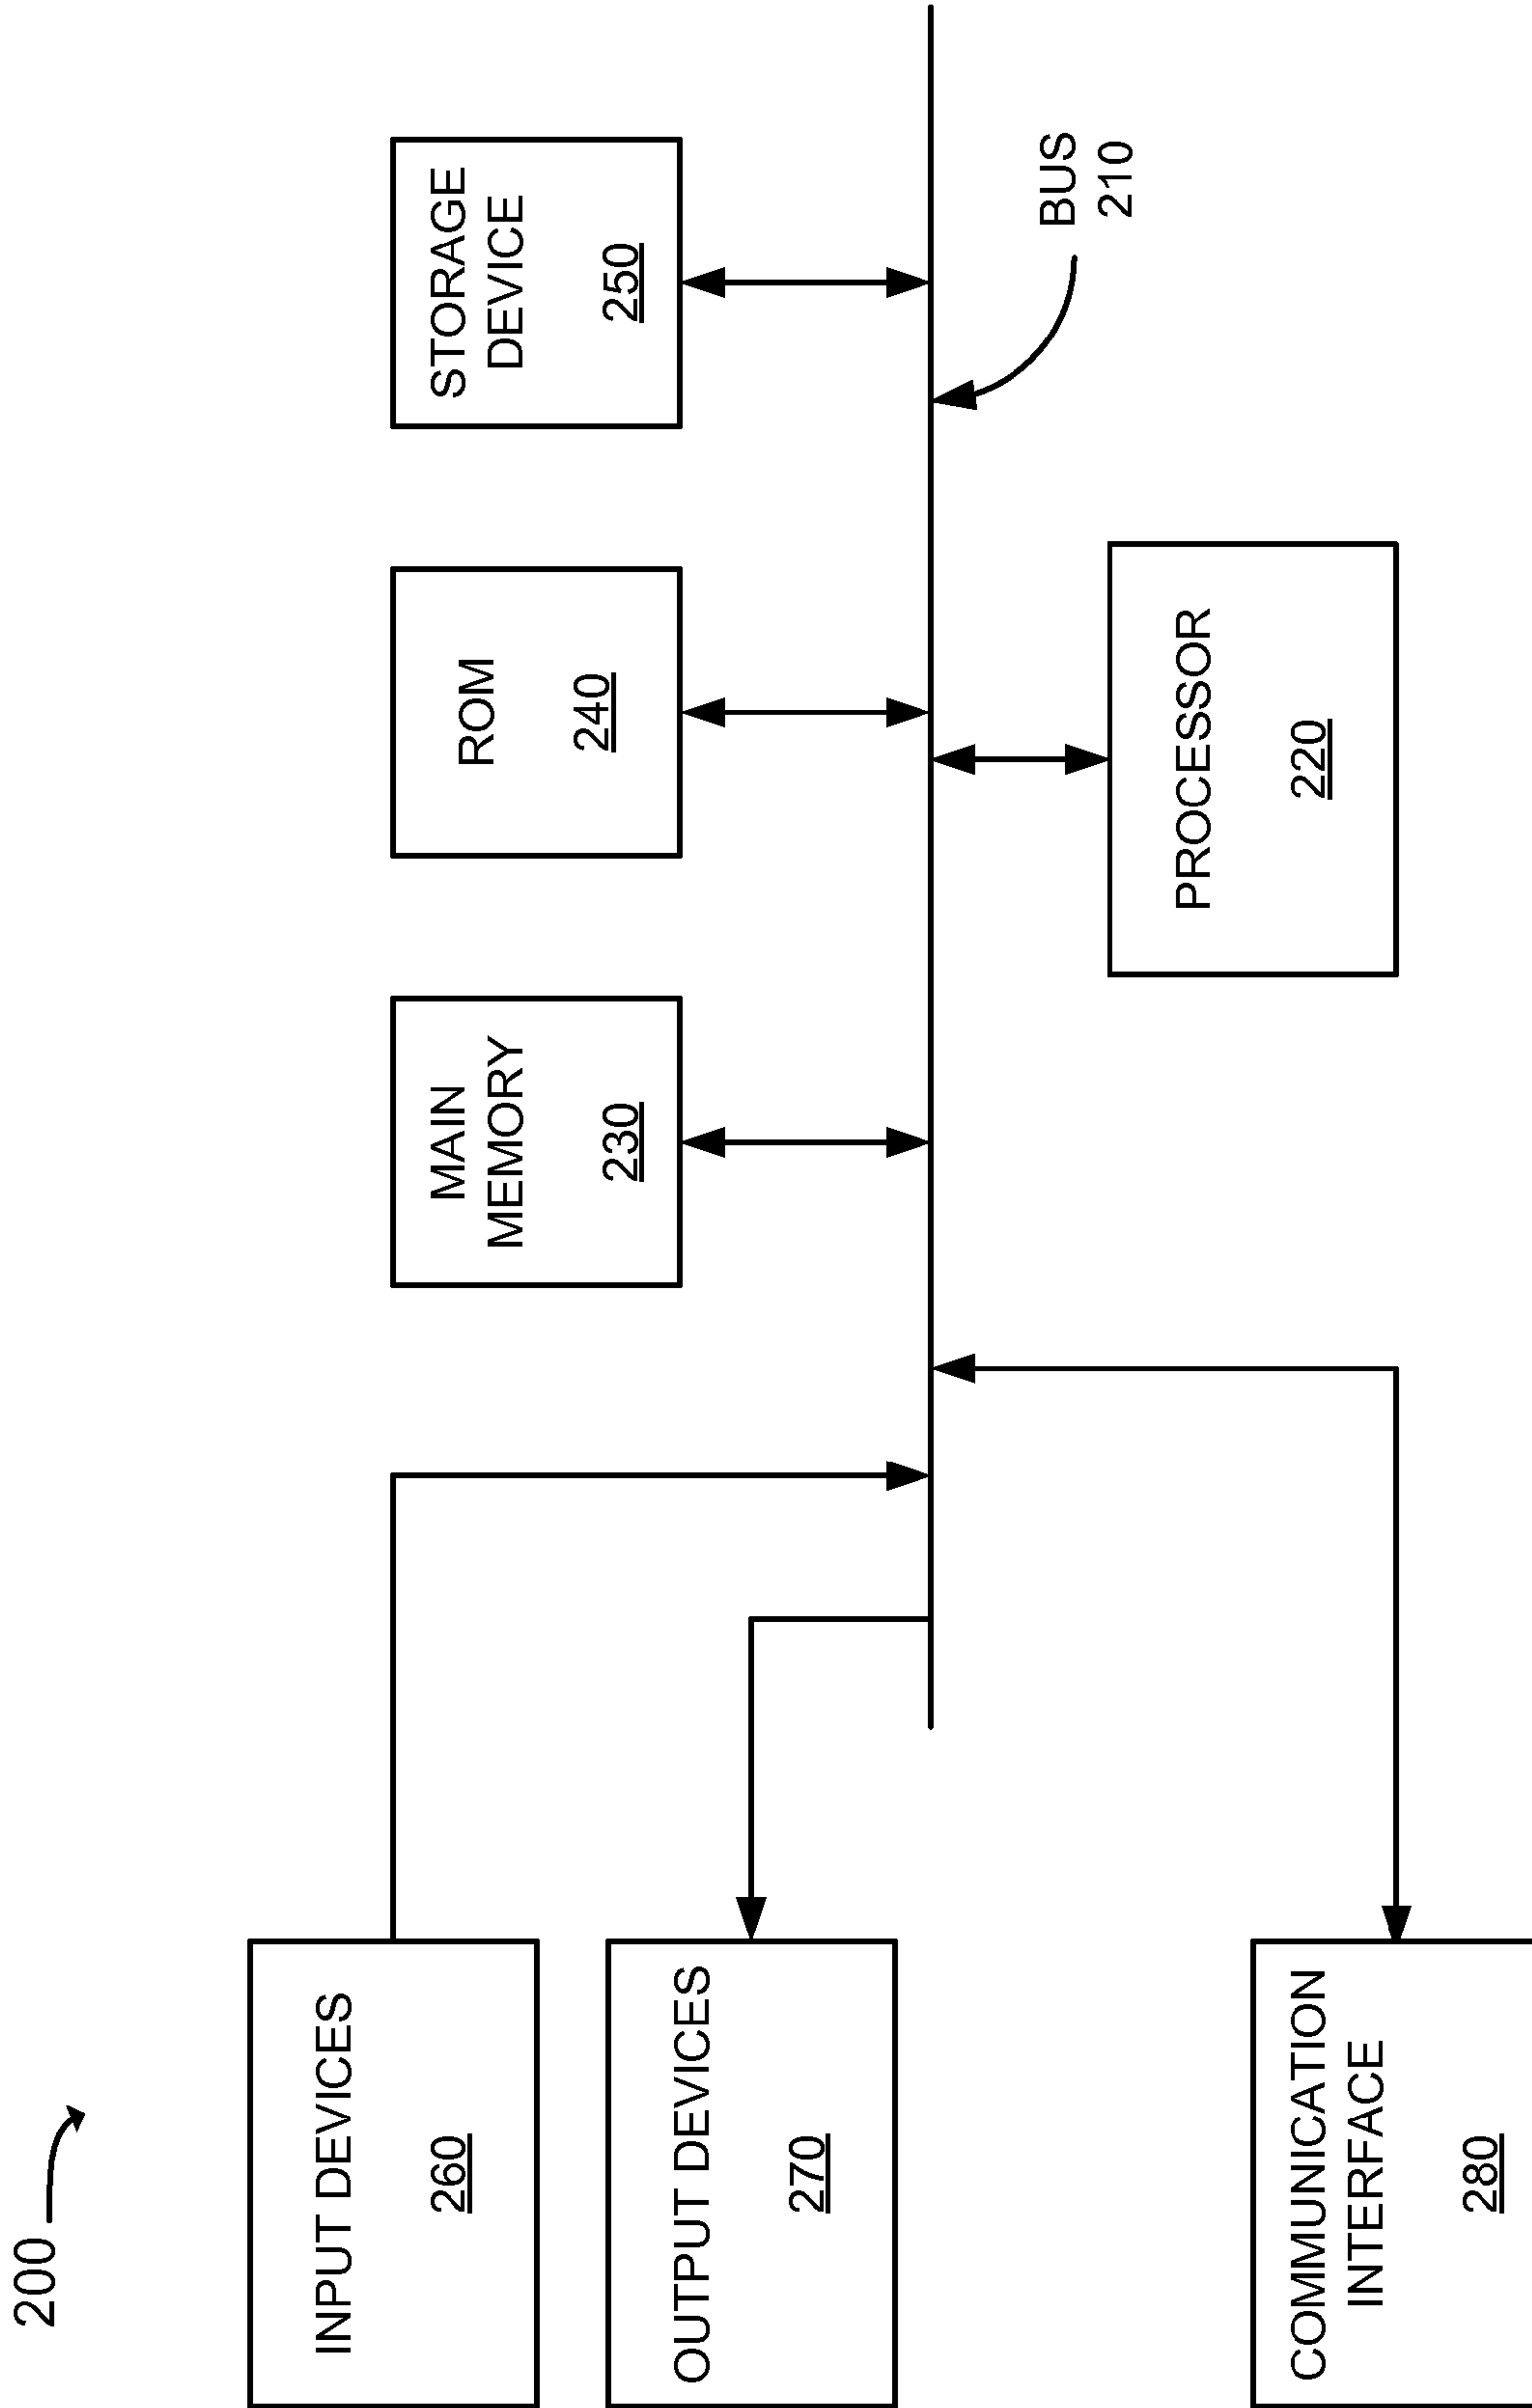 200
INPUT DEVICES
260
OUTPUT DEVICES
270
COMMUNICATION
INTERFACE
280
MAIN
MEMORY
230
ROM
240
STORAGE
DEVICE
250
PROCESSOR
220
BUS
210